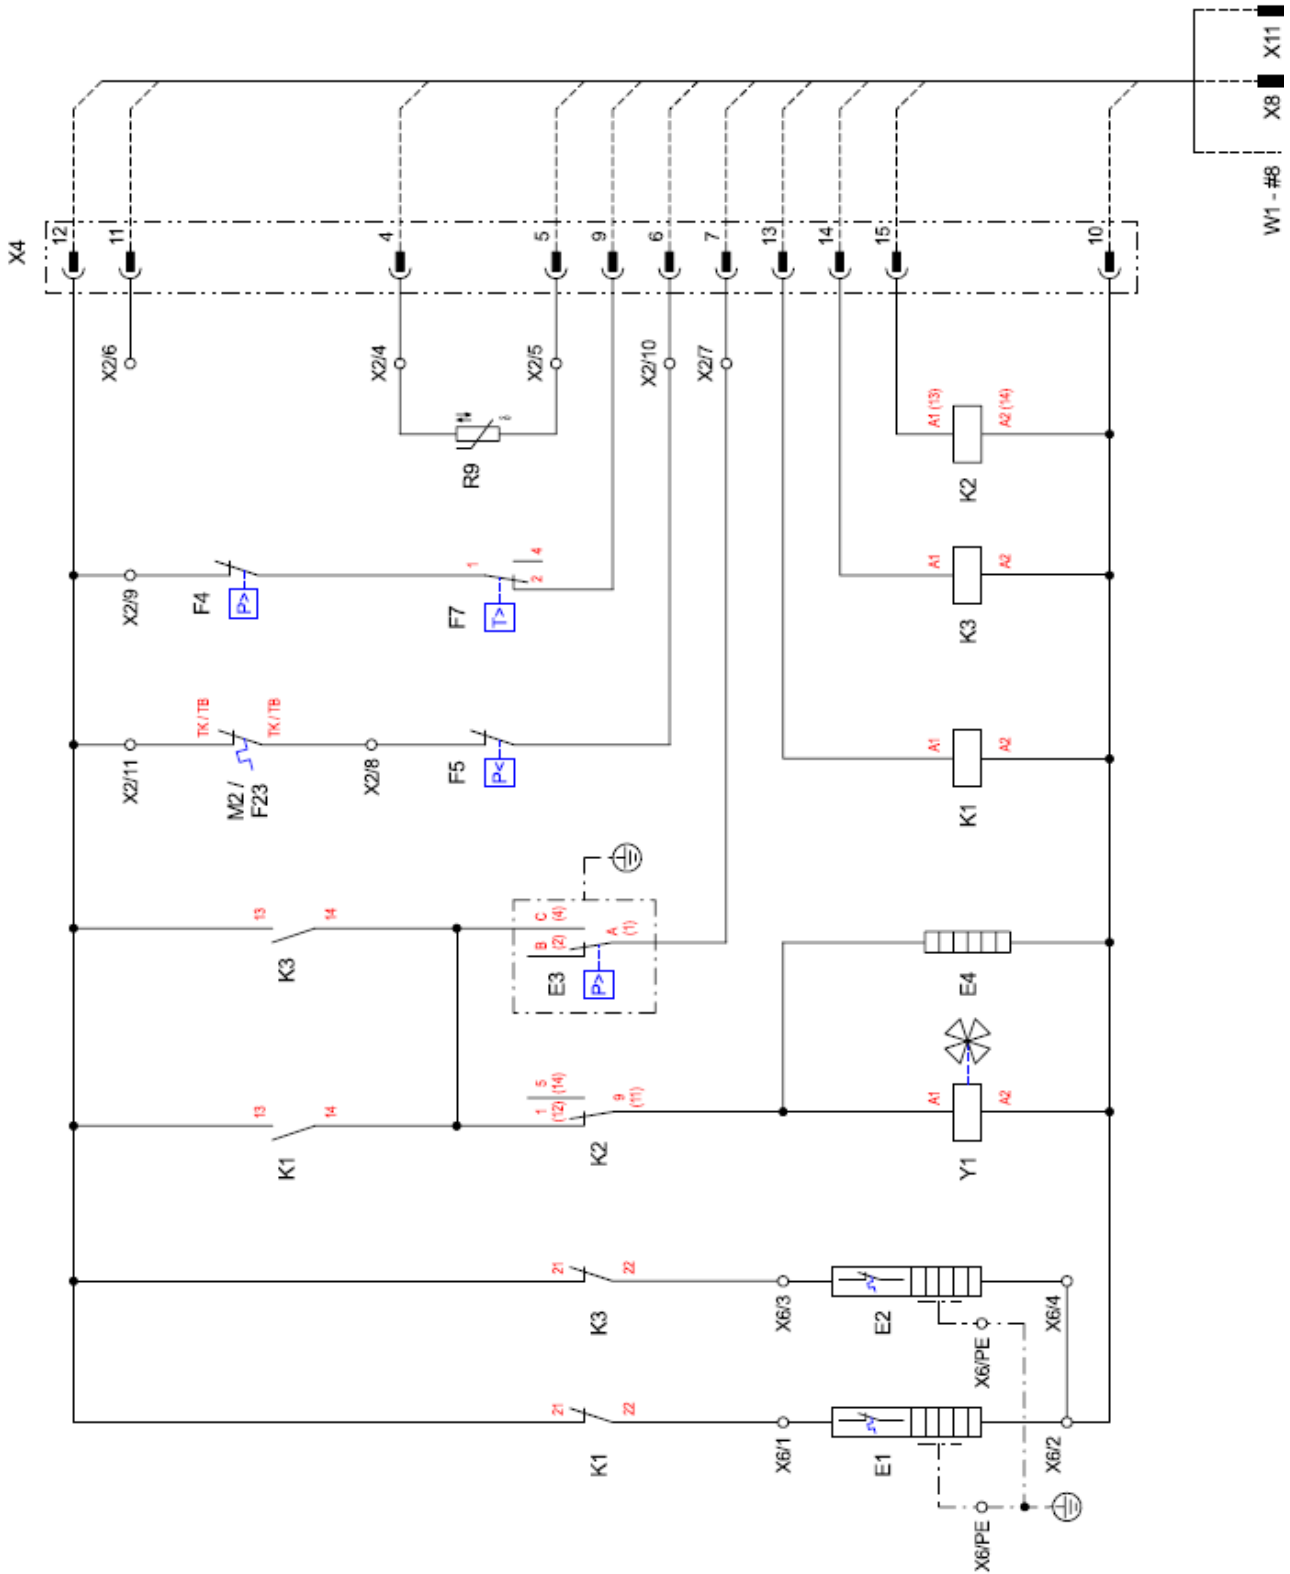 X4
12
X2/11
X2/9
X2/6
11
TK / TB
F4
M2 /
F23
P>
TK / TB
13
13
K1
K3
14
14
X2/8
X2/4
4
F5
F7
1
R9
P<
T>
4
2
X2/5
5
21
21
1
(12)
5
(14)
E3
B
(2)
C
(4)
K1
K3
K2
P>
9
A
(1)
22
22
9
(11)
X2/10
6
X2/7
7
X6/1
X6/3
13
14
15
E1
E2
A1
A1
A1
A1 (13)
Y1
E4
K1
K3
K2
X6/PE
X6/PE
A2
A2
A2
A2 (14)
X6/2
X6/4
10
W1 - #8
X8
X11